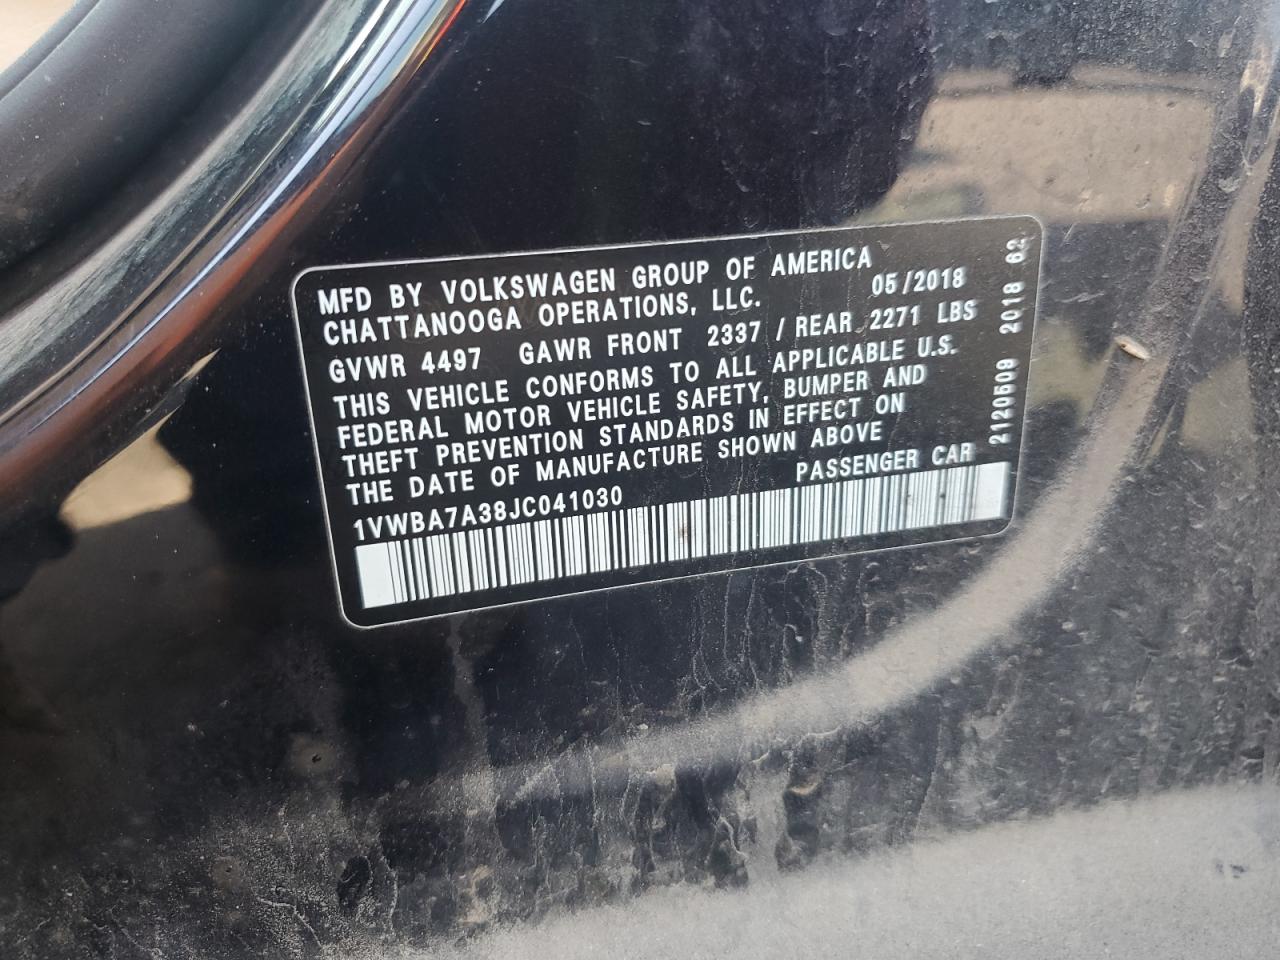 MFD BY VOLKSWAGEN GROUP OF AMERICA
CHATTANOOGA OPERATIONS, LLC. 05/2018
GVWR 4497 GAWR FRONT 2337 / REAR 2271 LBS
THIS VEHICLE CONFORMS TO ALL APPLICABLE U.S.
FEDERAL MOTOR VEHICLE SAFETY, BUMPER AND
THEFT PREVENTION STANDARDS IN EFFECT ON
THE DATE OF MANUFACTURE SHOWN ABOVE
1VWBA7A38JC041030 PASSENGER CAR
2120509 2018 62